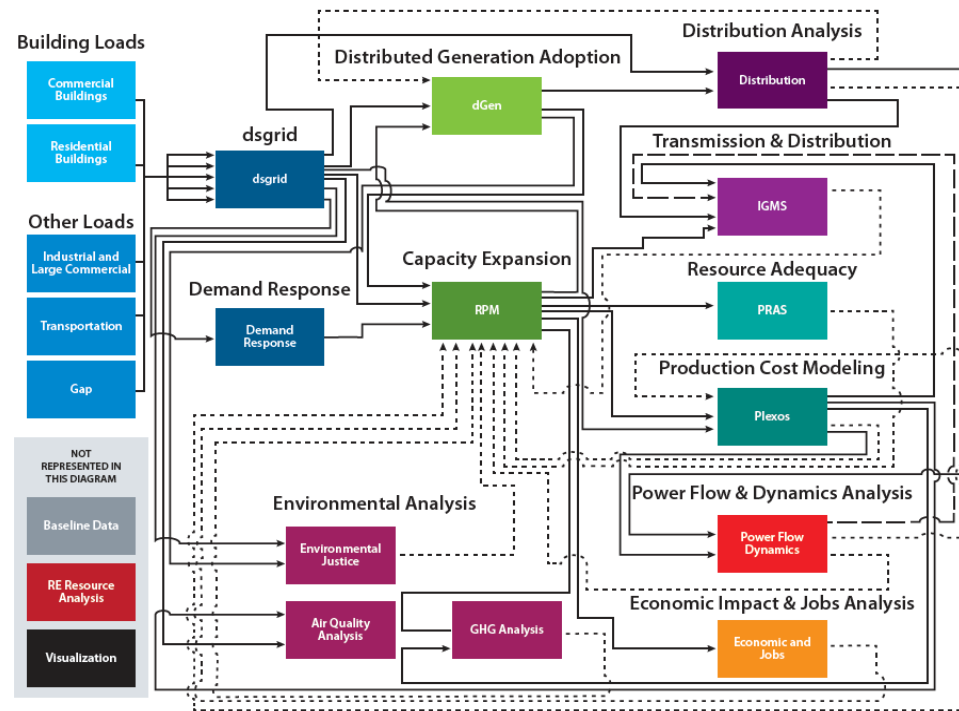 Building Loads
Commercial
Buildings
Residential
Buildings
Other Loads
Industrial and
Large Commercial
Transportation
Gap
NOT
REPRESENTED IN
THIS DIAGRAM
Baseline Data
RE Resource
Analysis
Visualization
dsgrid
dsgrid
Demand Response
Demand
Response
Distributed Generation Adoption
dGen
Capacity Expansion
RPM
Environmental Analysis
Environmental
Justice
Air Quality
Analysis
GHG Analysis
Distribution Analysis
Distribution
Transmission & Distribution
IGMS
Resource Adequacy
PRAS
Production Cost Modeling
Plexos
Power Flow & Dynamics Analysis
Power Flow
Dynamics
Economic Impact & Jobs Analysis
Economic and
Jobs